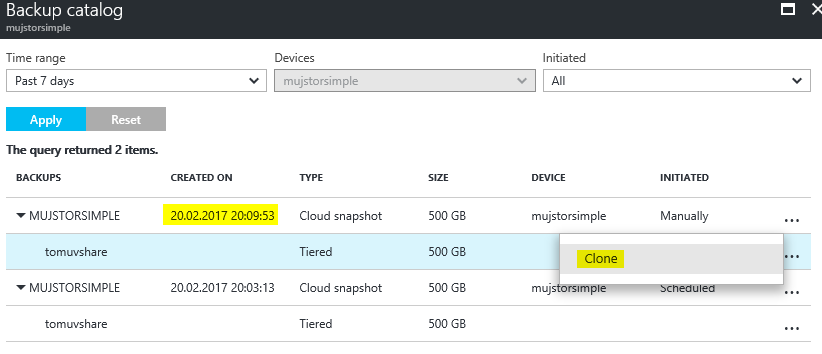 Backup catalog
mujstorsimple
Time range Devices Initiated
Past 7 days mujstorsimple All
Apply Reset
The query returned 2 items.
BACKUPS CREATED ON TYPE SIZE DEVICE INITIATED
MUJSTORSIMPLE 20.02.2017 20:09:53 Cloud snapshot 500 GB mujstorsimple Manually ...
tomuvshare Tiered 500 GB ...
Clone
MUJSTORSIMPLE 20.02.2017 20:03:13 Cloud snapshot 500 GB mujstorsimple Scheduled ...
tomuvshare Tiered 500 GB ...